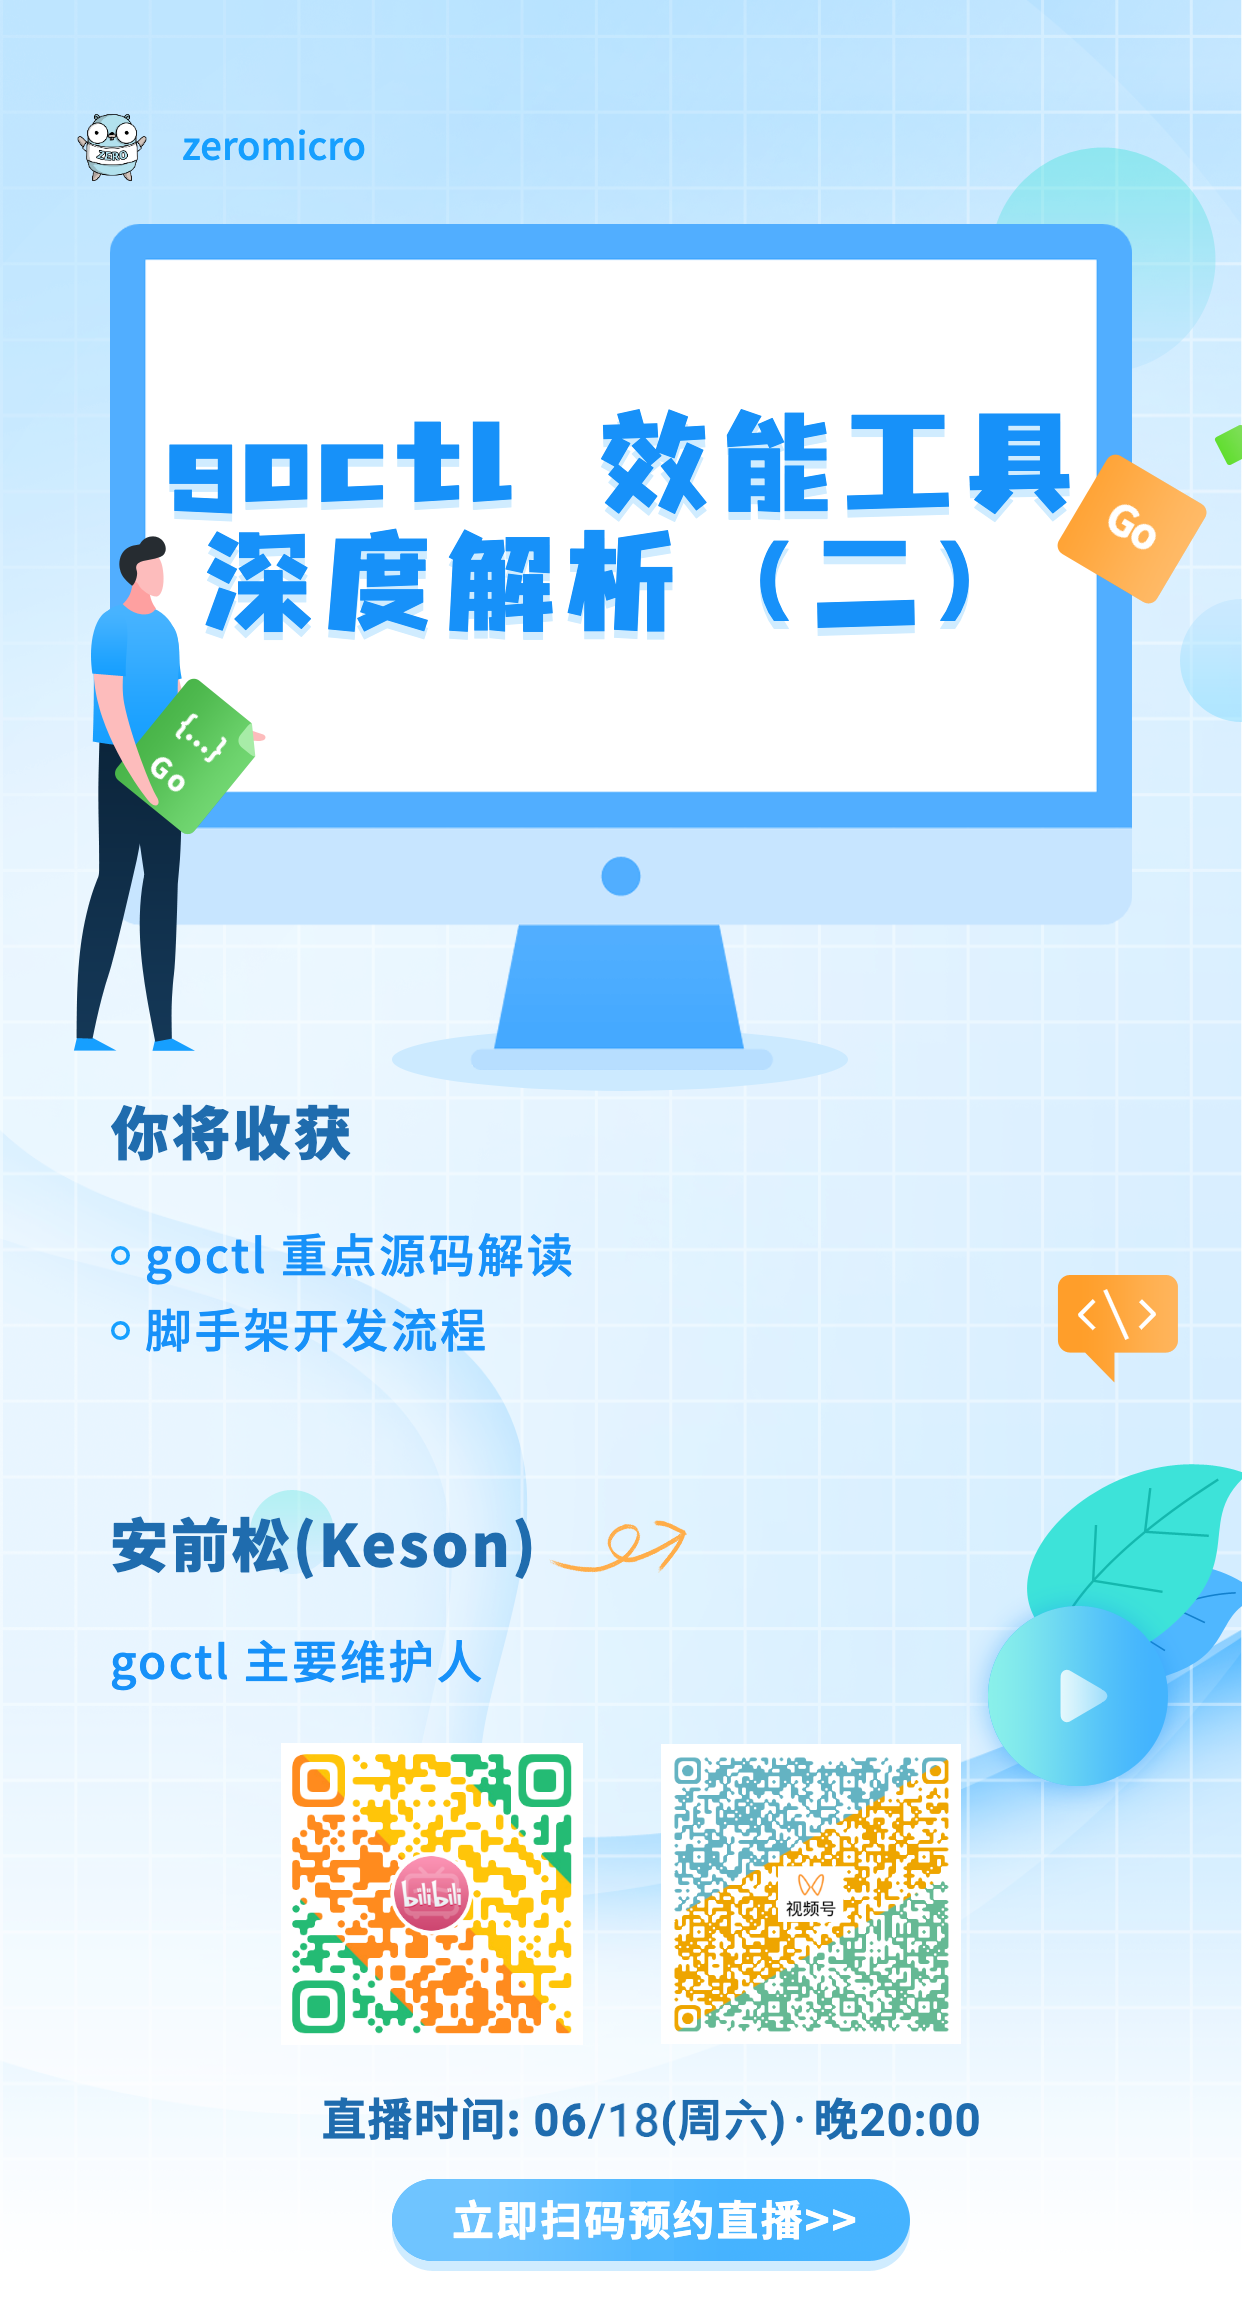 ZERO
zeromicro
goctl 效能工具
深度解析（二）
Go
{...}
Go
你将收获
goctl 重点源码解读
脚手架开发流程
</>
安前松(Keson)
goctl 主要维护人
bilibili
视频号
直播时间: 06/18(周六)·晚20:00
立即扫码预约直播>>